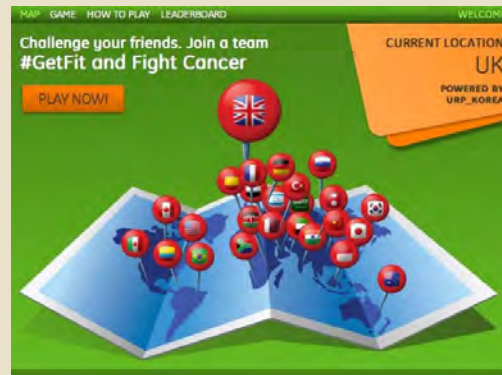 MAP GAME HOW TO PLAY LEADERBOARD WELCOME
Challenge your friends. Join a team
#GetFit and Fight Cancer
PLAY NOW!
CURRENT LOCATION
UK
POWERED BY
URP_KOREA